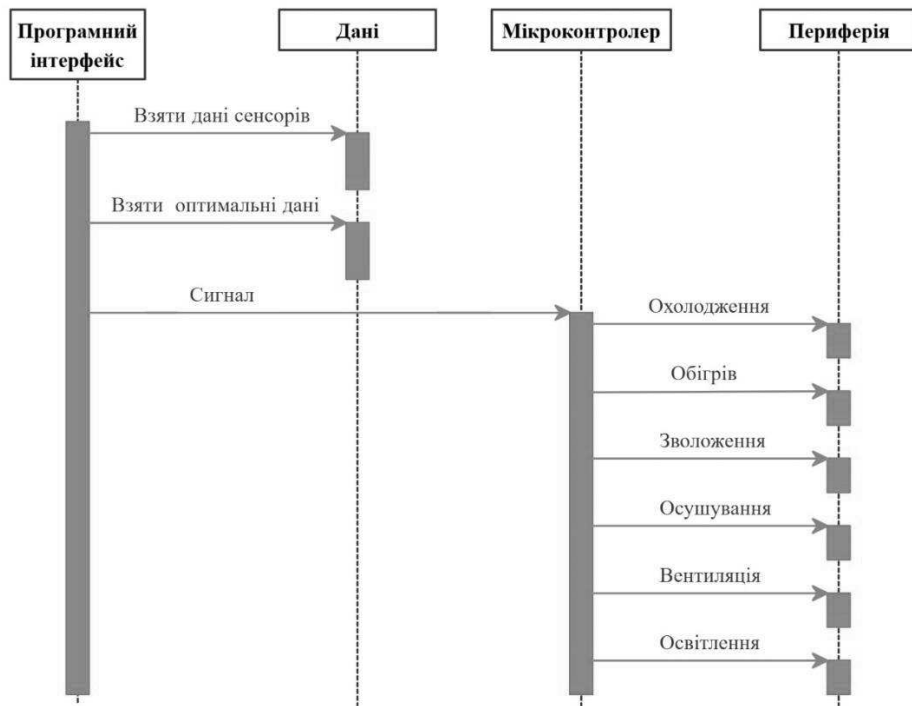 Програмний
інтерфейс
Дані
Мікроконтролер
Периферія
Взяти дані сенсорів
Взяти оптимальні дані
Сигнал
Охолодження
Обігрів
Зволоження
Осушування
Вентиляція
Освітлення